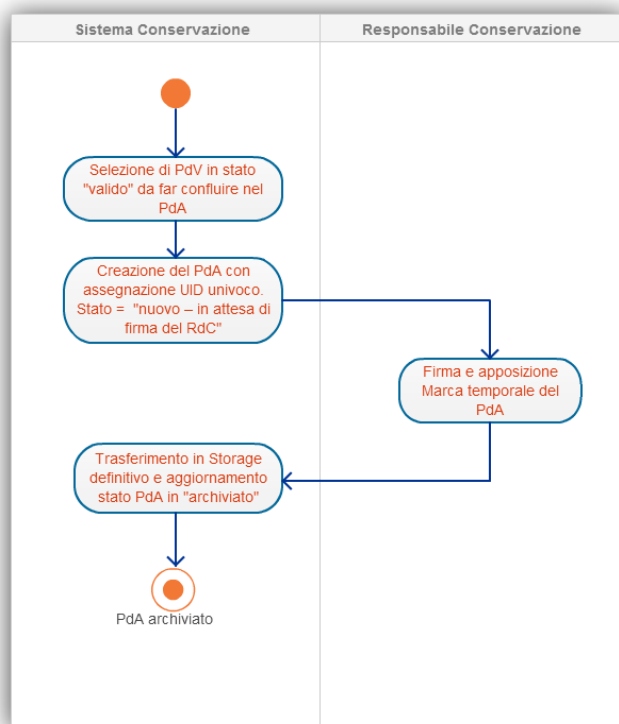 Sistema Conservazione
Responsabile Conservazione
Selezione di PdV in stato
"valido" da far confluire nel
PdA
Creazione del PdA con
assegnazione UID univoco.
Stato = "nuovo – in attesa di
firma del RdC"
Firma e apposizione
Marca temporale del
PdA
Trasferimento in Storage
definitivo e aggiornamento
stato PdA in "archiviato"
PdA archiviato